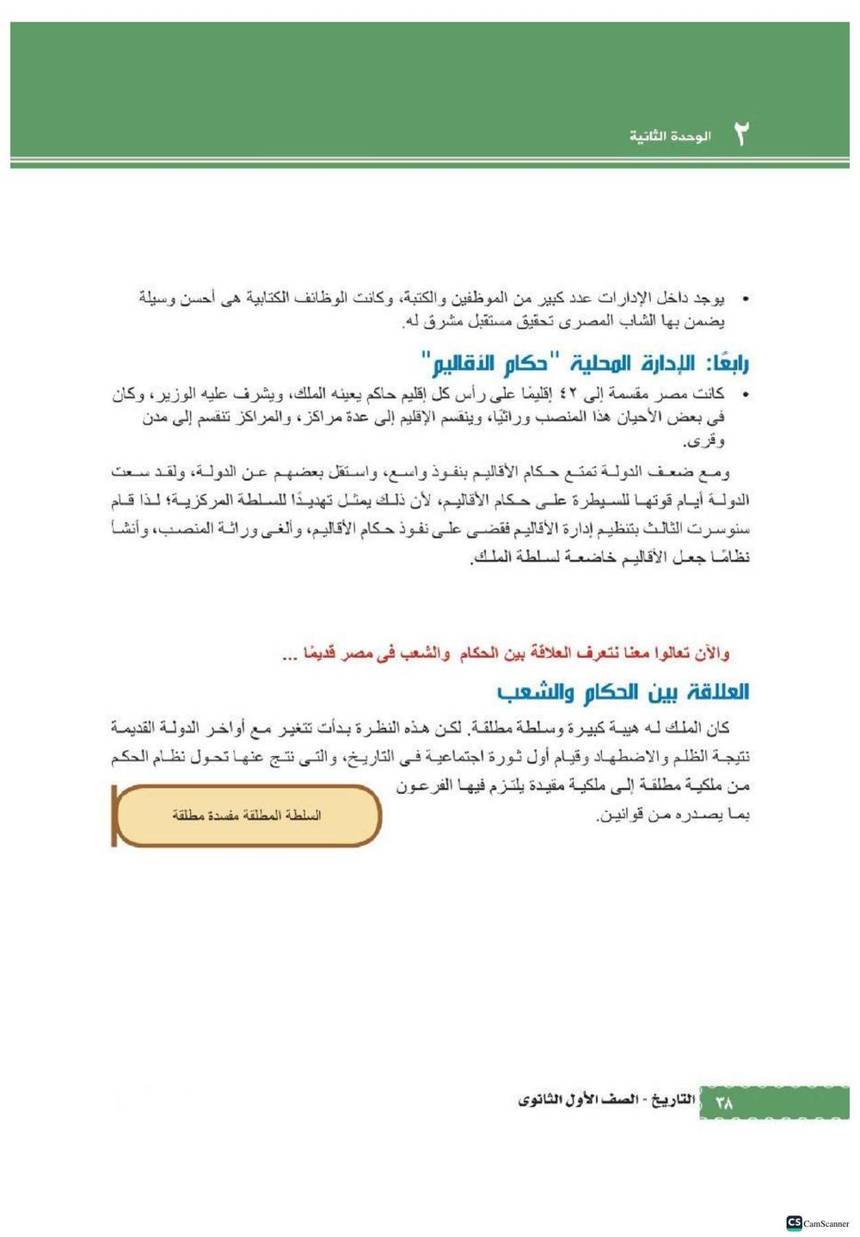 ٢ الوحدة الثانية
• يوجد داخل الإدارات عدد كبير من الموظفين والكتبة، وكانت الوظائف الكتابية هى أحسن وسيلة
يضمن بها الشاب المصرى تحقيق مستقبل مشرق له.
رابعًا: الإدارة المحلية "حكام الأقاليم"
• كانت مصر مقسمة إلى ٤٢ إقليمًا على رأس كل إقليم حاكم يعينه الملك، ويشرف عليه الوزير، وكان
فى بعض الأحيان هذا المنصب وراثيًا، وينقسم الإقليم إلى عدة مراكز، والمراكز تنقسم إلى مدن
وقرى.
ومع ضعف الدولة تمتع حكام الأقاليم بنفوذ واسع، واستقل بعضهم عن الدولة، ولقد سعت
الدولة أيام قوتها للسيطرة على حكام الأقاليم، لأن ذلك يمثل تهديدًا للسلطة المركزية؛ لذا قام
سنوسرت الثالث بتنظيم إدارة الأقاليم فقضى على نفوذ حكام الأقاليم، وألغى وراثة المنصب، وأنشأ
نظامًا جعل الأقاليم خاضعة لسلطة الملك.
والآن تعالوا معنا نتعرف العلاقة بين الحكام والشعب فى مصر قديمًا ...
العلاقة بين الحكام والشعب
كان الملك له هيبة كبيرة وسلطة مطلقة. لكن هذه النظرة بدأت تتغير مع أواخر الدولة القديمة
نتيجة الظلم والاضطهاد وقيام أول ثورة اجتماعية فى التاريخ، والتى نتج عنها تحول نظام الحكم
من ملكية مطلقة إلى ملكية مقيدة يلتزم فيها الفرعون
بما يصدره من قوانين.
السلطة المطلقة مفسدة مطلقة
٣٨ التاريخ - الصف الأول الثانوى
CS CamScanner